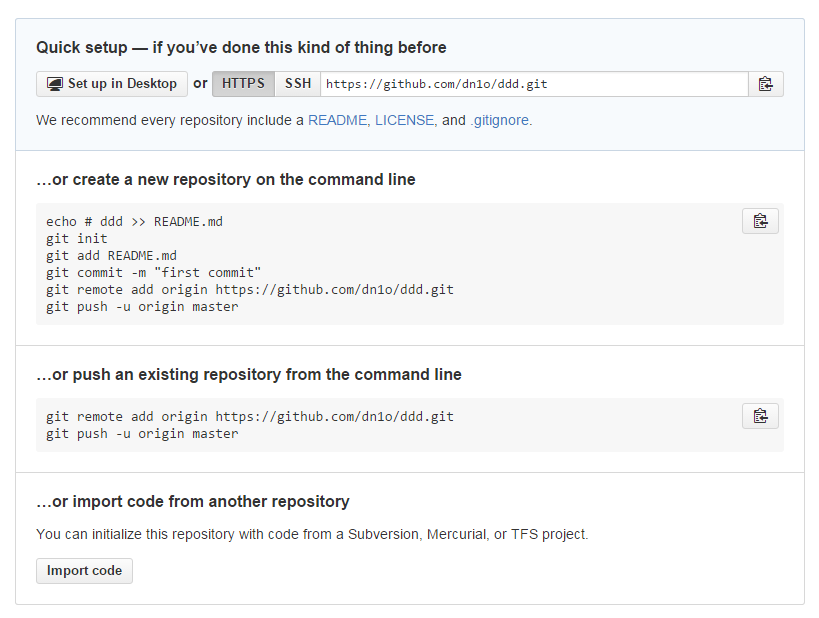 Quick setup — if you’ve done this kind of thing before
Set up in Desktop or HTTPS SSH https://github.com/dn1o/ddd.git
We recommend every repository include a README, LICENSE, and .gitignore.
…or create a new repository on the command line
echo # ddd >> README.md
git init
git add README.md
git commit -m "first commit"
git remote add origin https://github.com/dn1o/ddd.git
git push -u origin master
…or push an existing repository from the command line
git remote add origin https://github.com/dn1o/ddd.git
git push -u origin master
…or import code from another repository
You can initialize this repository with code from a Subversion, Mercurial, or TFS project.
Import code